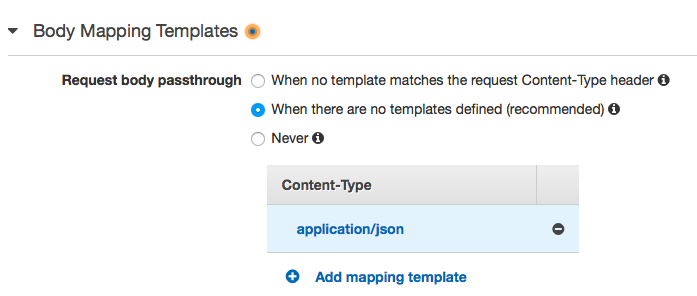 Body Mapping Templates
Request body passthrough When no template matches the request Content-Type header
When there are no templates defined (recommended)
Never
Content-Type
application/json
Add mapping template